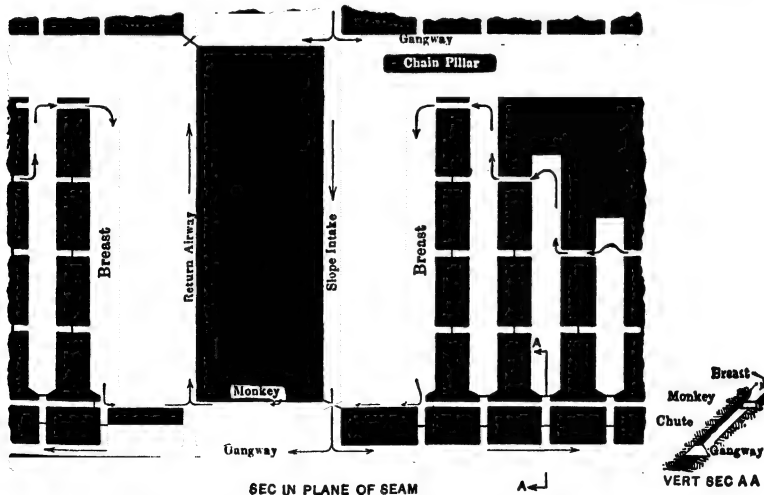 Gangway
Chain Pillar
Breast
Return Airway
Slope Intake
Breast
A
Monkey
Gangway
Breast
Monkey
Chute
Gangway
SEC IN PLANE OF SEAM
A
VERT SEC A A